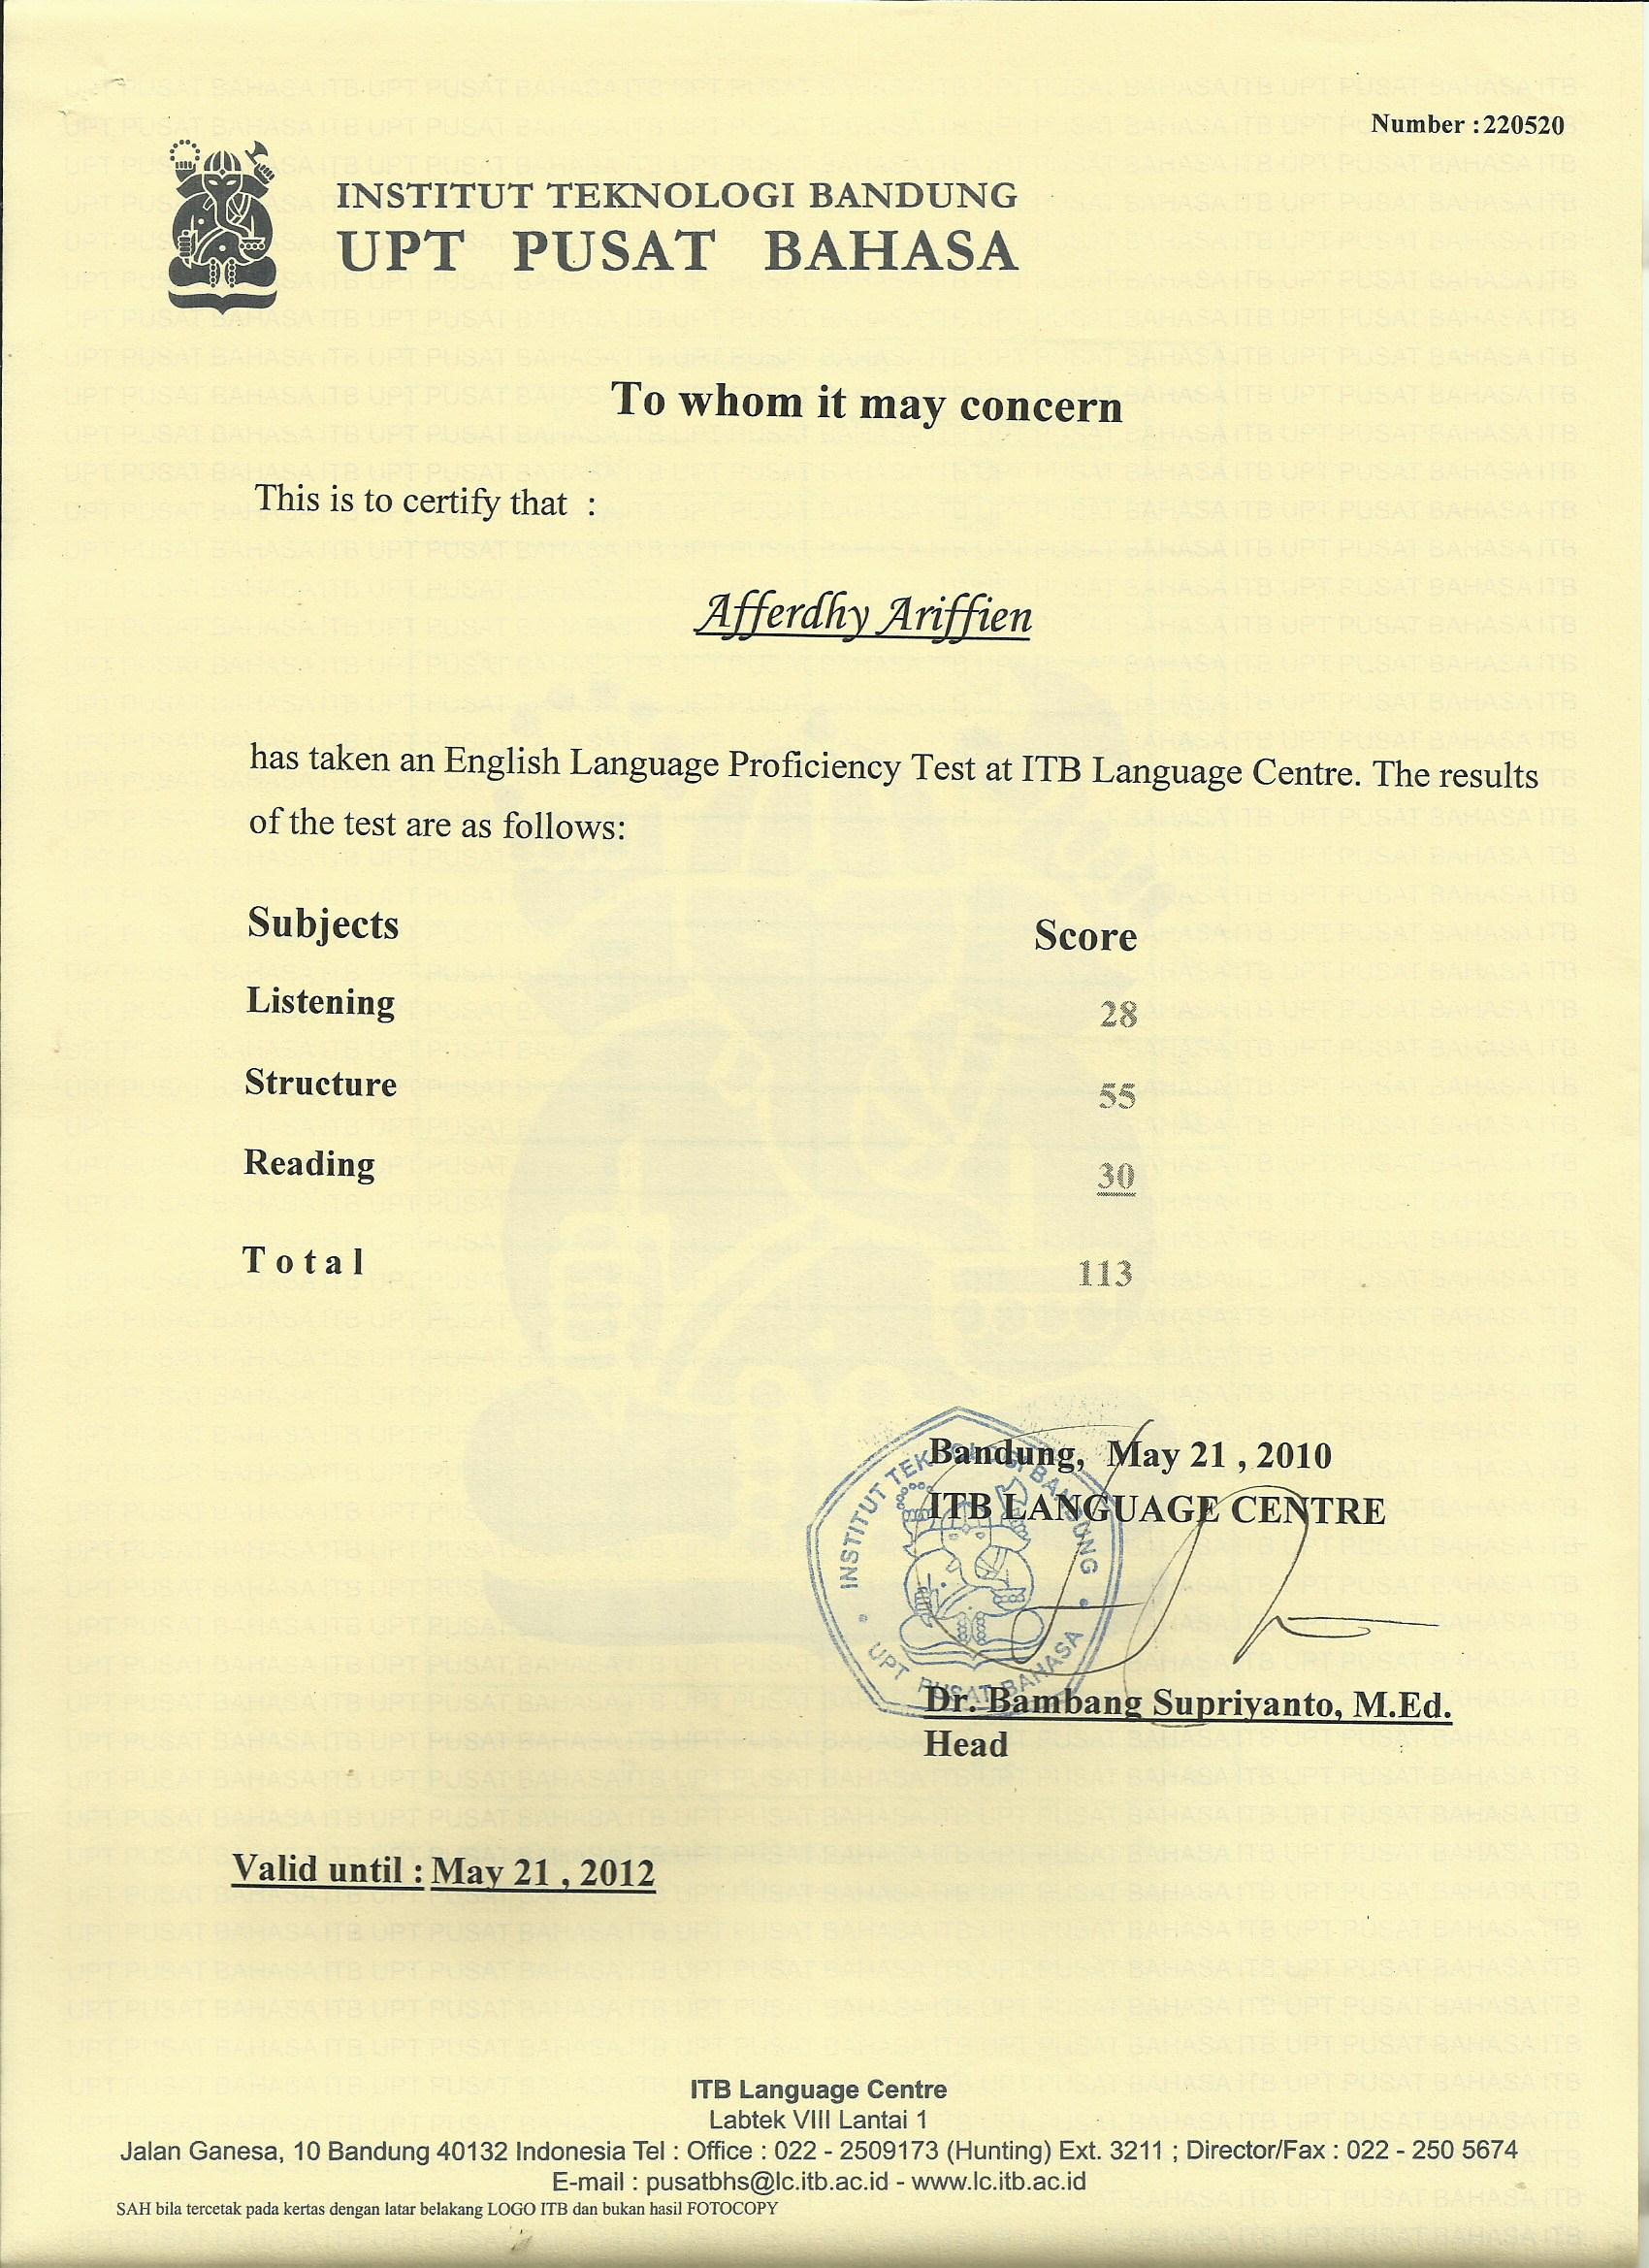 Number : 220520
INSTITUT TEKNOLOGI BANDUNG
UPT PUSAT BAHASA
To whom it may concern
This is to certify that :
Afferdhy Ariffien
has taken an English Language Proficiency Test at ITB Language Centre. The results
of the test are as follows:
Subjects Score
Listening 28
Structure 55
Reading 30
Total 113
Bandung, May 21 , 2010
ITB LANGUAGE CENTRE
INSTITUT TEKNOLOGI BANDUNG
UPT PUSAT BAHASA
Dr. Bambang Supriyanto, M.Ed.
Head
Valid until : May 21 , 2012
ITB Language Centre
Labtek VIII Lantai 1
Jalan Ganesa, 10 Bandung 40132 Indonesia Tel : Office : 022 - 2509173 (Hunting) Ext. 3211 ; Director/Fax : 022 - 250 5674
E-mail : pusatbhs@lc.itb.ac.id - www.lc.itb.ac.id
SAH bila tercetak pada kertas dengan latar belakang LOGO ITB dan bukan hasil FOTOCOPY